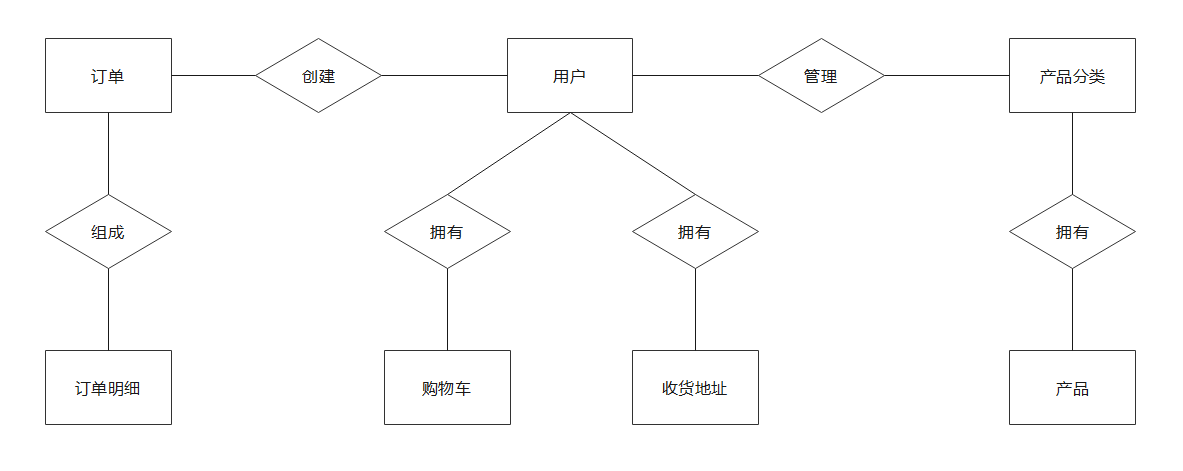 订单
创建
用户
管理
产品分类
组成
拥有
拥有
拥有
订单明细
购物车
收货地址
产品